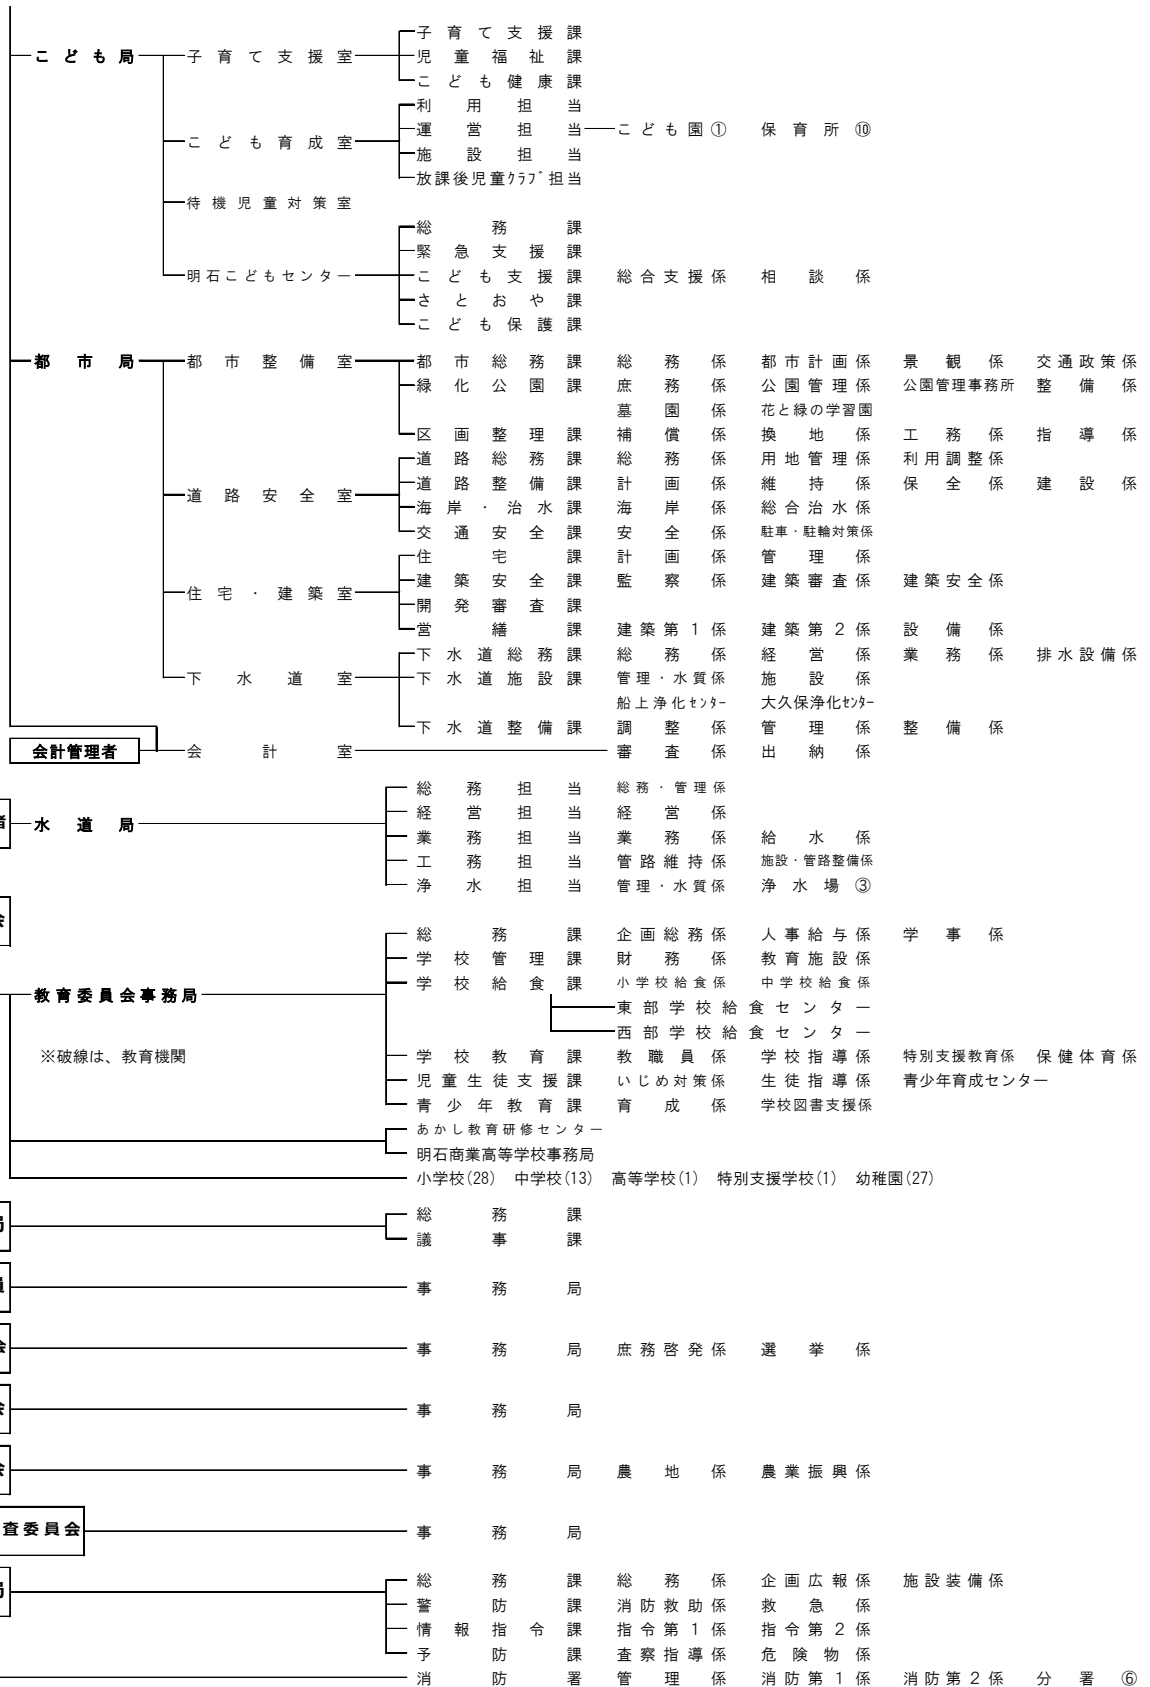 子育て支援課
こども局 子育て支援室 児童福祉課
こども健康課
利用担当
運営担当 こども園① 保育所⑩
こども育成室
施設担当
放課後児童ｸﾗﾌﾞ担当
待機児童対策室
総務課
緊急支援課
明石こどもセンター こども支援課 総合支援係 相談係
さとおや課
こども保護課
都市局 都市整備室 都市総務課 総務係 都市計画係 景観係 交通政策係
緑化公園課 庶務係 公園管理係 公園管理事務所 整備係
墓園係 花と緑の学習園
区画整理課 補償係 換地係 工務係 指導係
道路総務課 総務係 用地管理係 利用調整係
道路整備課 計画係 維持係 保全係 建設係
道路安全室
海岸・治水課 海岸係 総合治水係
交通安全課 安全係 駐車・駐輪対策係
住宅課 計画係 管理係
建築安全課 監察係 建築審査係 建築安全係
住宅・建築室
開発審査課
営繕課 建築第1係 建築第2係 設備係
下水道総務課 総務係 経営係 業務係 排水設備係
下水道室 下水道施設課 管理・水質係 施設係
船上浄化ｾﾝﾀｰ 大久保浄化ｾﾝﾀｰ
下水道整備課 調整係 管理係 整備係
会計管理者 会計室 審査係 出納係
総務担当 総務・管理係
経営担当 経営係
者 水道局
業務担当 業務係 給水係
工務担当 管路維持係 施設・管路整備係
浄水担当 管理・水質係 浄水場③
会
総務課 企画総務係 人事給与係 学事係
学校管理課 財務係 教育施設係
学校給食課 小学校給食係 中学校給食係
教育委員会事務局
東部学校給食センター
西部学校給食センター
※破線は、教育機関
学校教育課 教職員係 学校指導係 特別支援教育係 保健体育係
児童生徒支援課 いじめ対策係 生徒指導係 青少年育成センター
青少年教育課 育成係 学校図書支援係
あかし教育研修センター
明石商業高等学校事務局
小学校(28) 中学校(13) 高等学校(1) 特別支援学校(1) 幼稚園(27)
局 総務課
議事課
員 事務局
会 事務局 庶務啓発係 選挙係
会 事務局
会 事務局 農地係 農業振興係
査委員会 事務局
局 総務課 総務係 企画広報係 施設装備係
警防課 消防救助係 救急係
情報指令課 指令第1係 指令第2係
予防課 査察指導係 危険物係
消防署 管理係 消防第1係 消防第2係 分署⑥